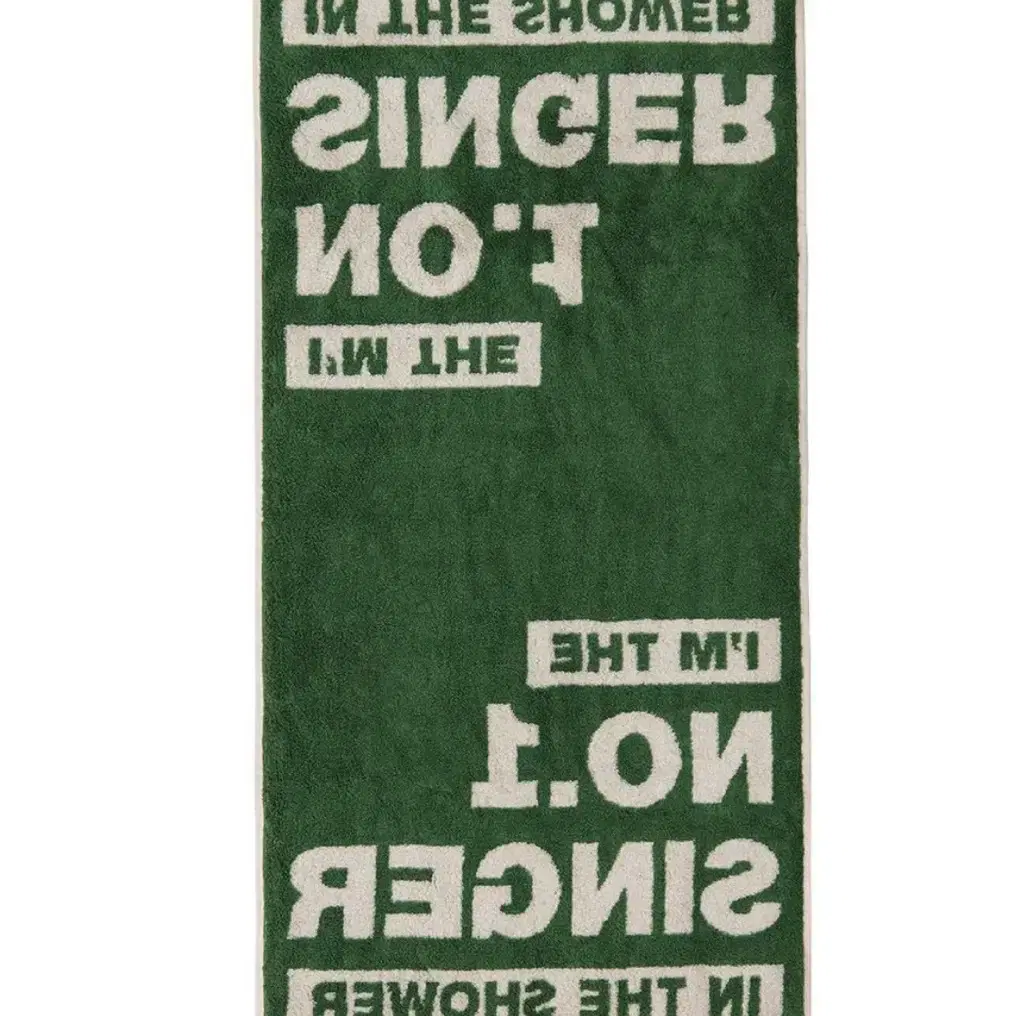 IN THE SHOWER
SINGER
NO.1
I'M THE
I'M THE
NO.1
SINGER
IN THE SHOWER